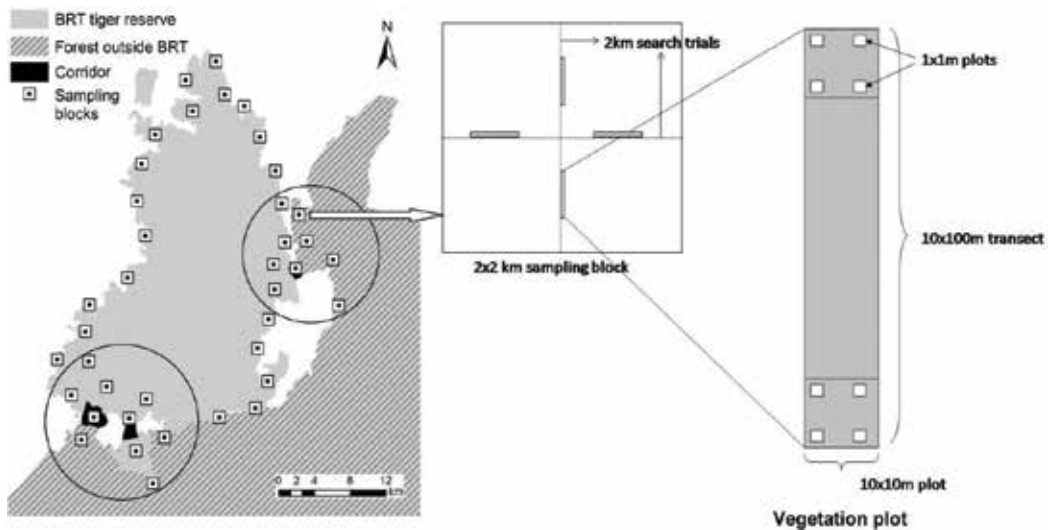 BRT tiger reserve
Forest outside BRT
Corridor
Sampling
blocks
N
0 2 4 8 12
km
2km search trials
2x2 km sampling block
1x1m plots
10x100m transect
10x10m plot
Vegetation plot